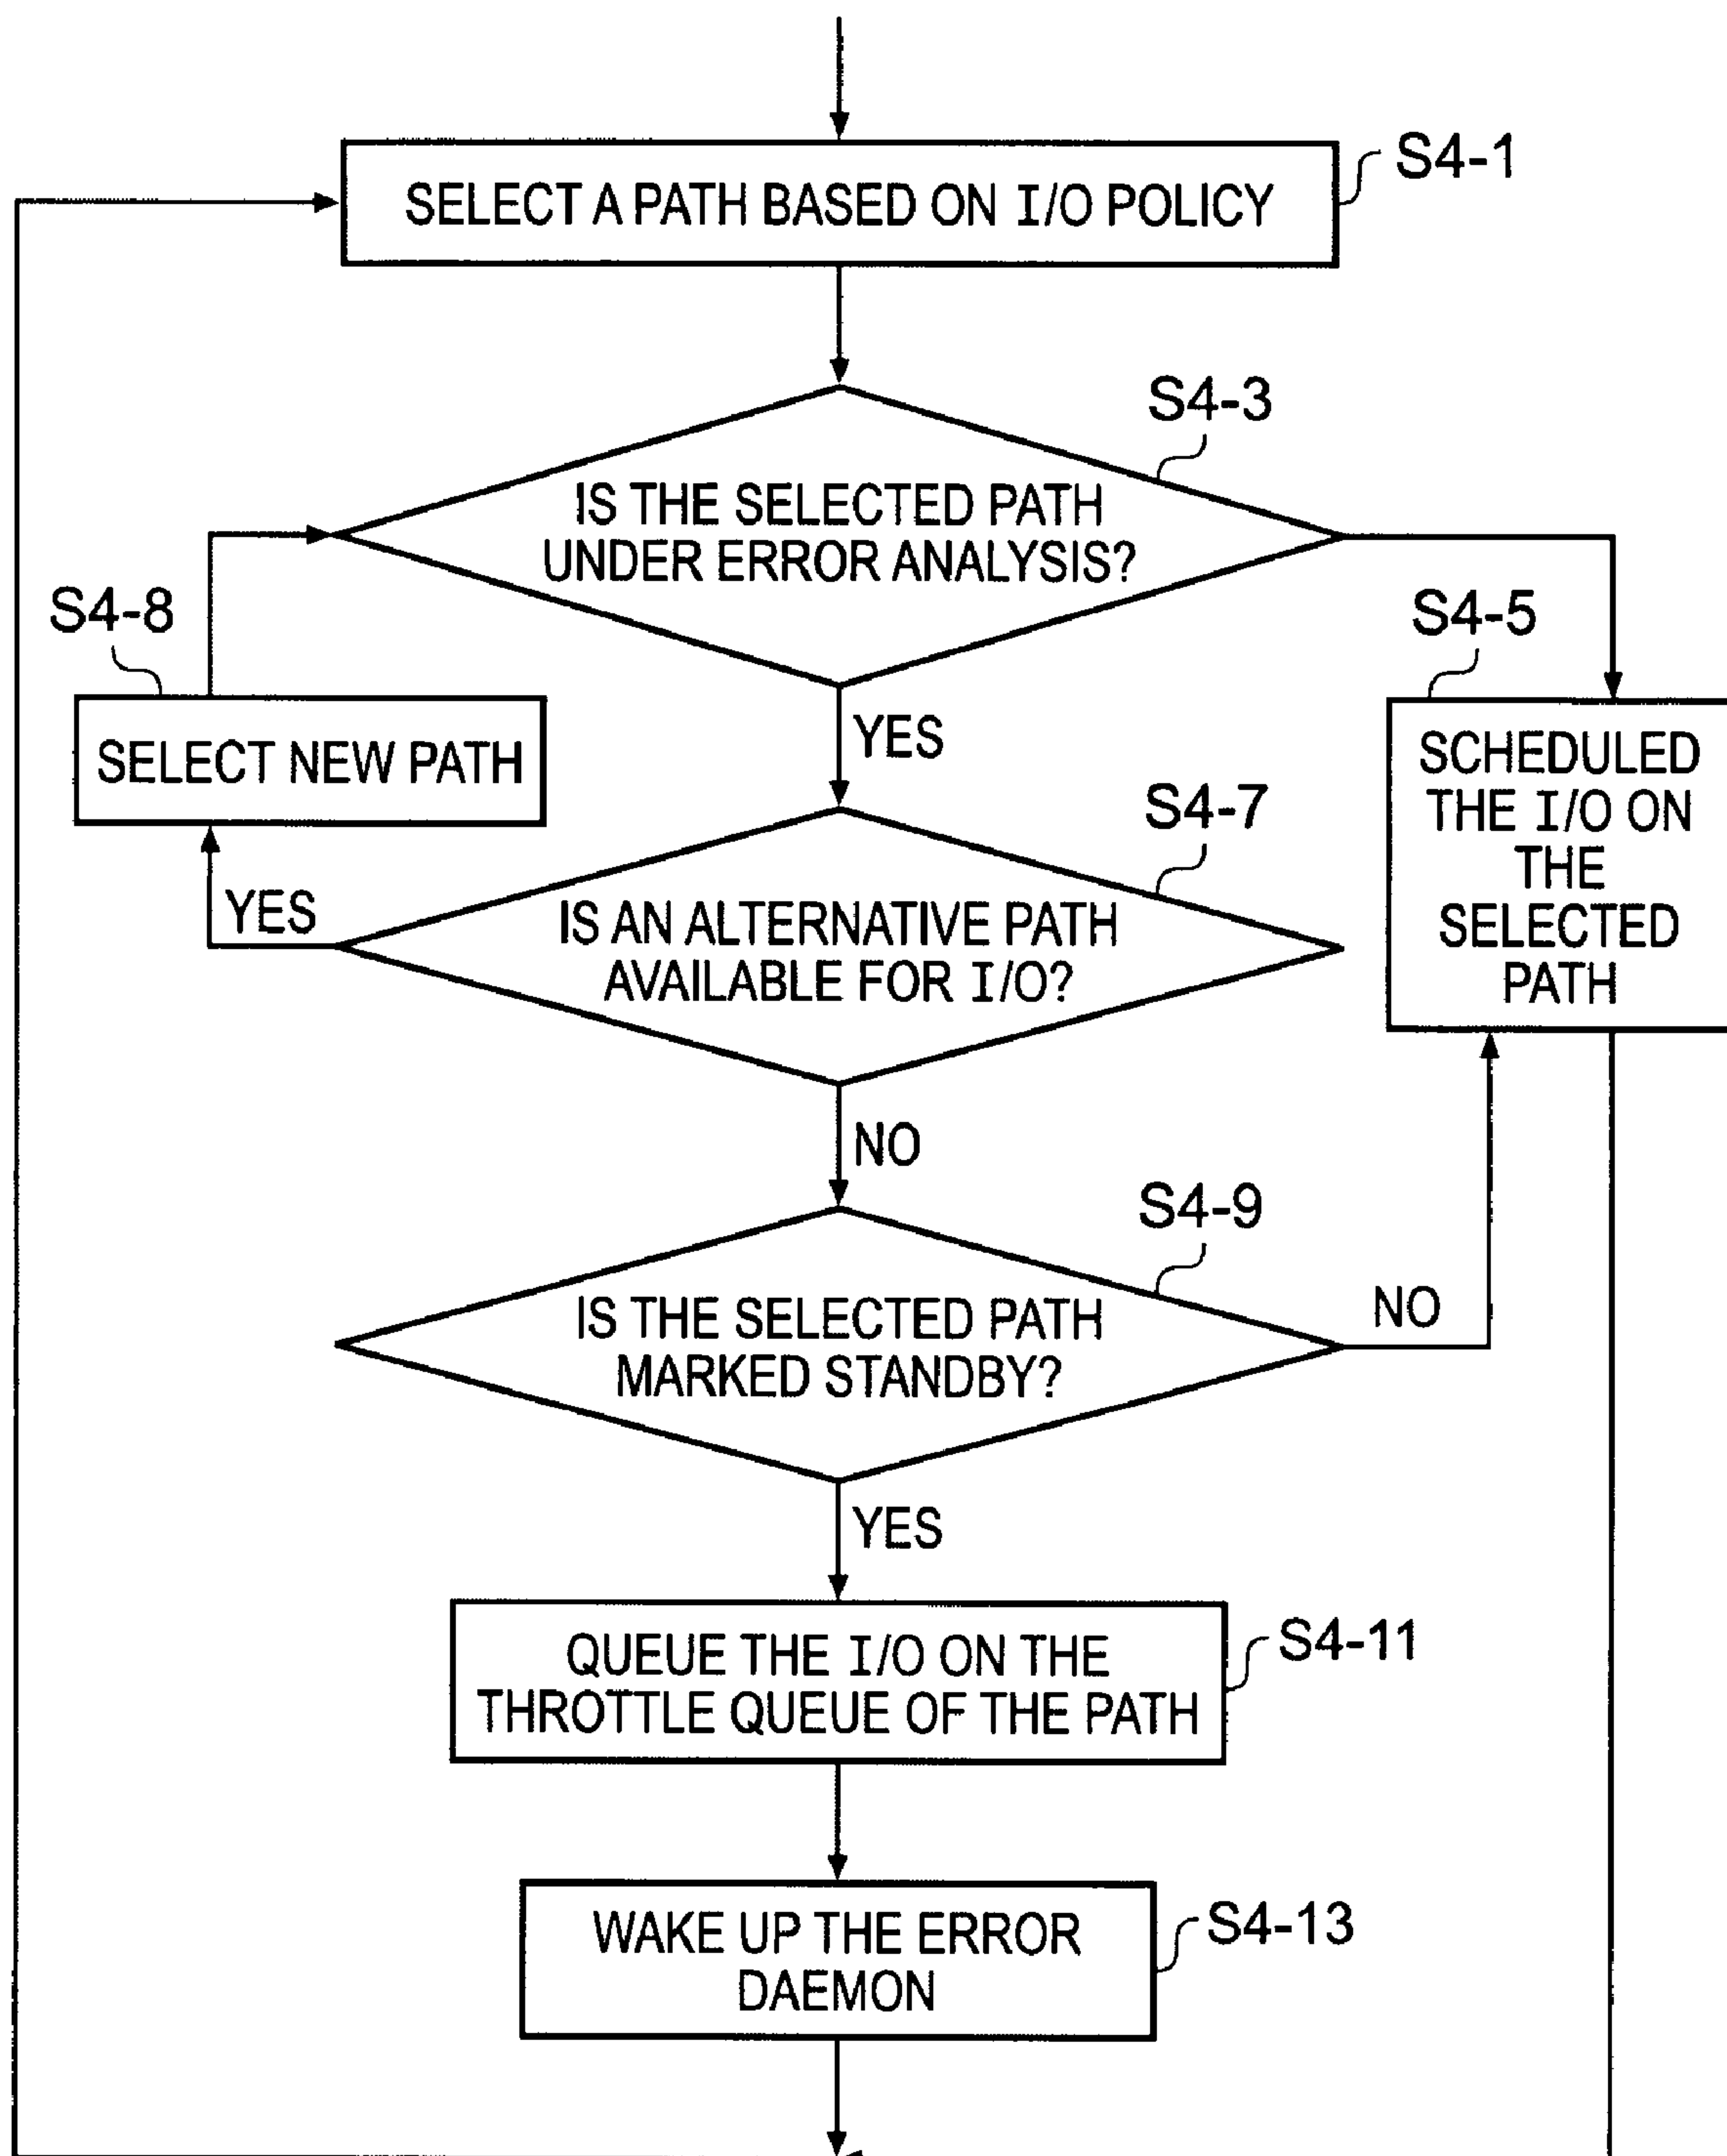 S4-1
SELECT A PATH BASED ON I/O POLICY
S4-3
IS THE SELECTED PATH
UNDER ERROR ANALYSIS?
S4-8
S4-5
SELECT NEW PATH
YES
SCHEDULED
THE I/O ON
THE
SELECTED
PATH
S4-7
YES
IS AN ALTERNATIVE PATH
AVAILABLE FOR I/O?
NO
S4-9
IS THE SELECTED PATH
MARKED STANDBY?
NO
YES
S4-11
QUEUE THE I/O ON THE
THROTTLE QUEUE OF THE PATH
S4-13
WAKE UP THE ERROR
DAEMON